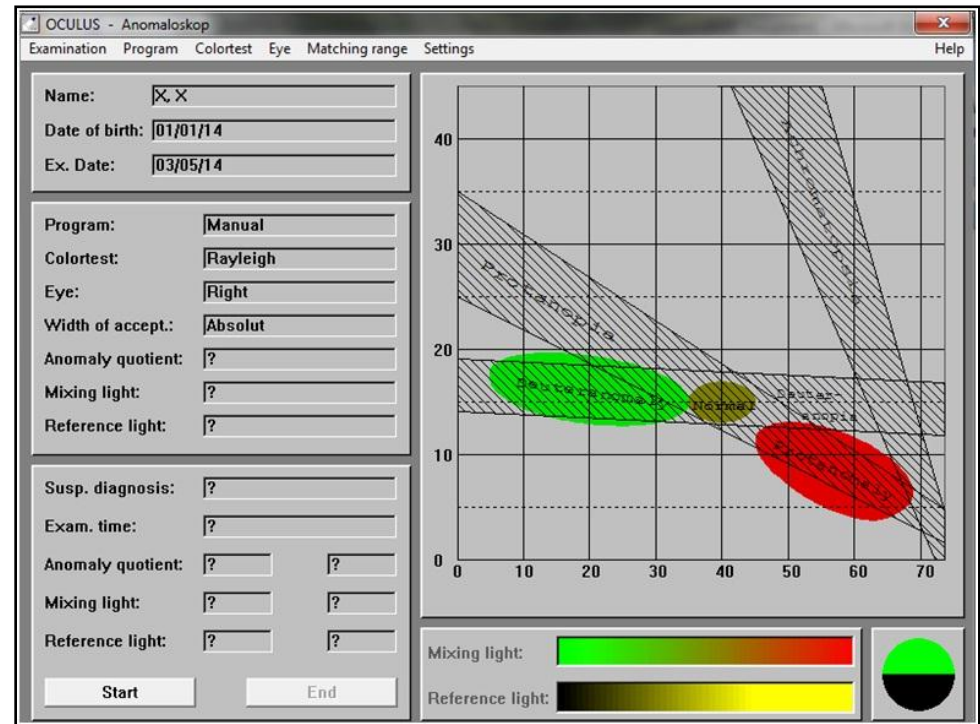 OCULUS - Anomaloskop
Examination Program Colortest Eye Matching range Settings Help
Name: X, X
Date of birth: 01/01/14
Ex. Date: 03/05/14
Program: Manual
Colortest: Rayleigh
Eye: Right
Width of accept.: Absolut
Anomaly quotient: ?
Mixing light: ?
Reference light: ?
Susp. diagnosis: ?
Exam. time: ?
Anomaly quotient: ? ?
Mixing light: ? ?
Reference light: ? ?
Start End
40
30
20
10
0
0 10 20 30 40 50 60 70
Achromatopsia
Protanopia
Deuteranomaly
Normal
Deuter-
anopia
Protanomaly
Mixing light:
Reference light: